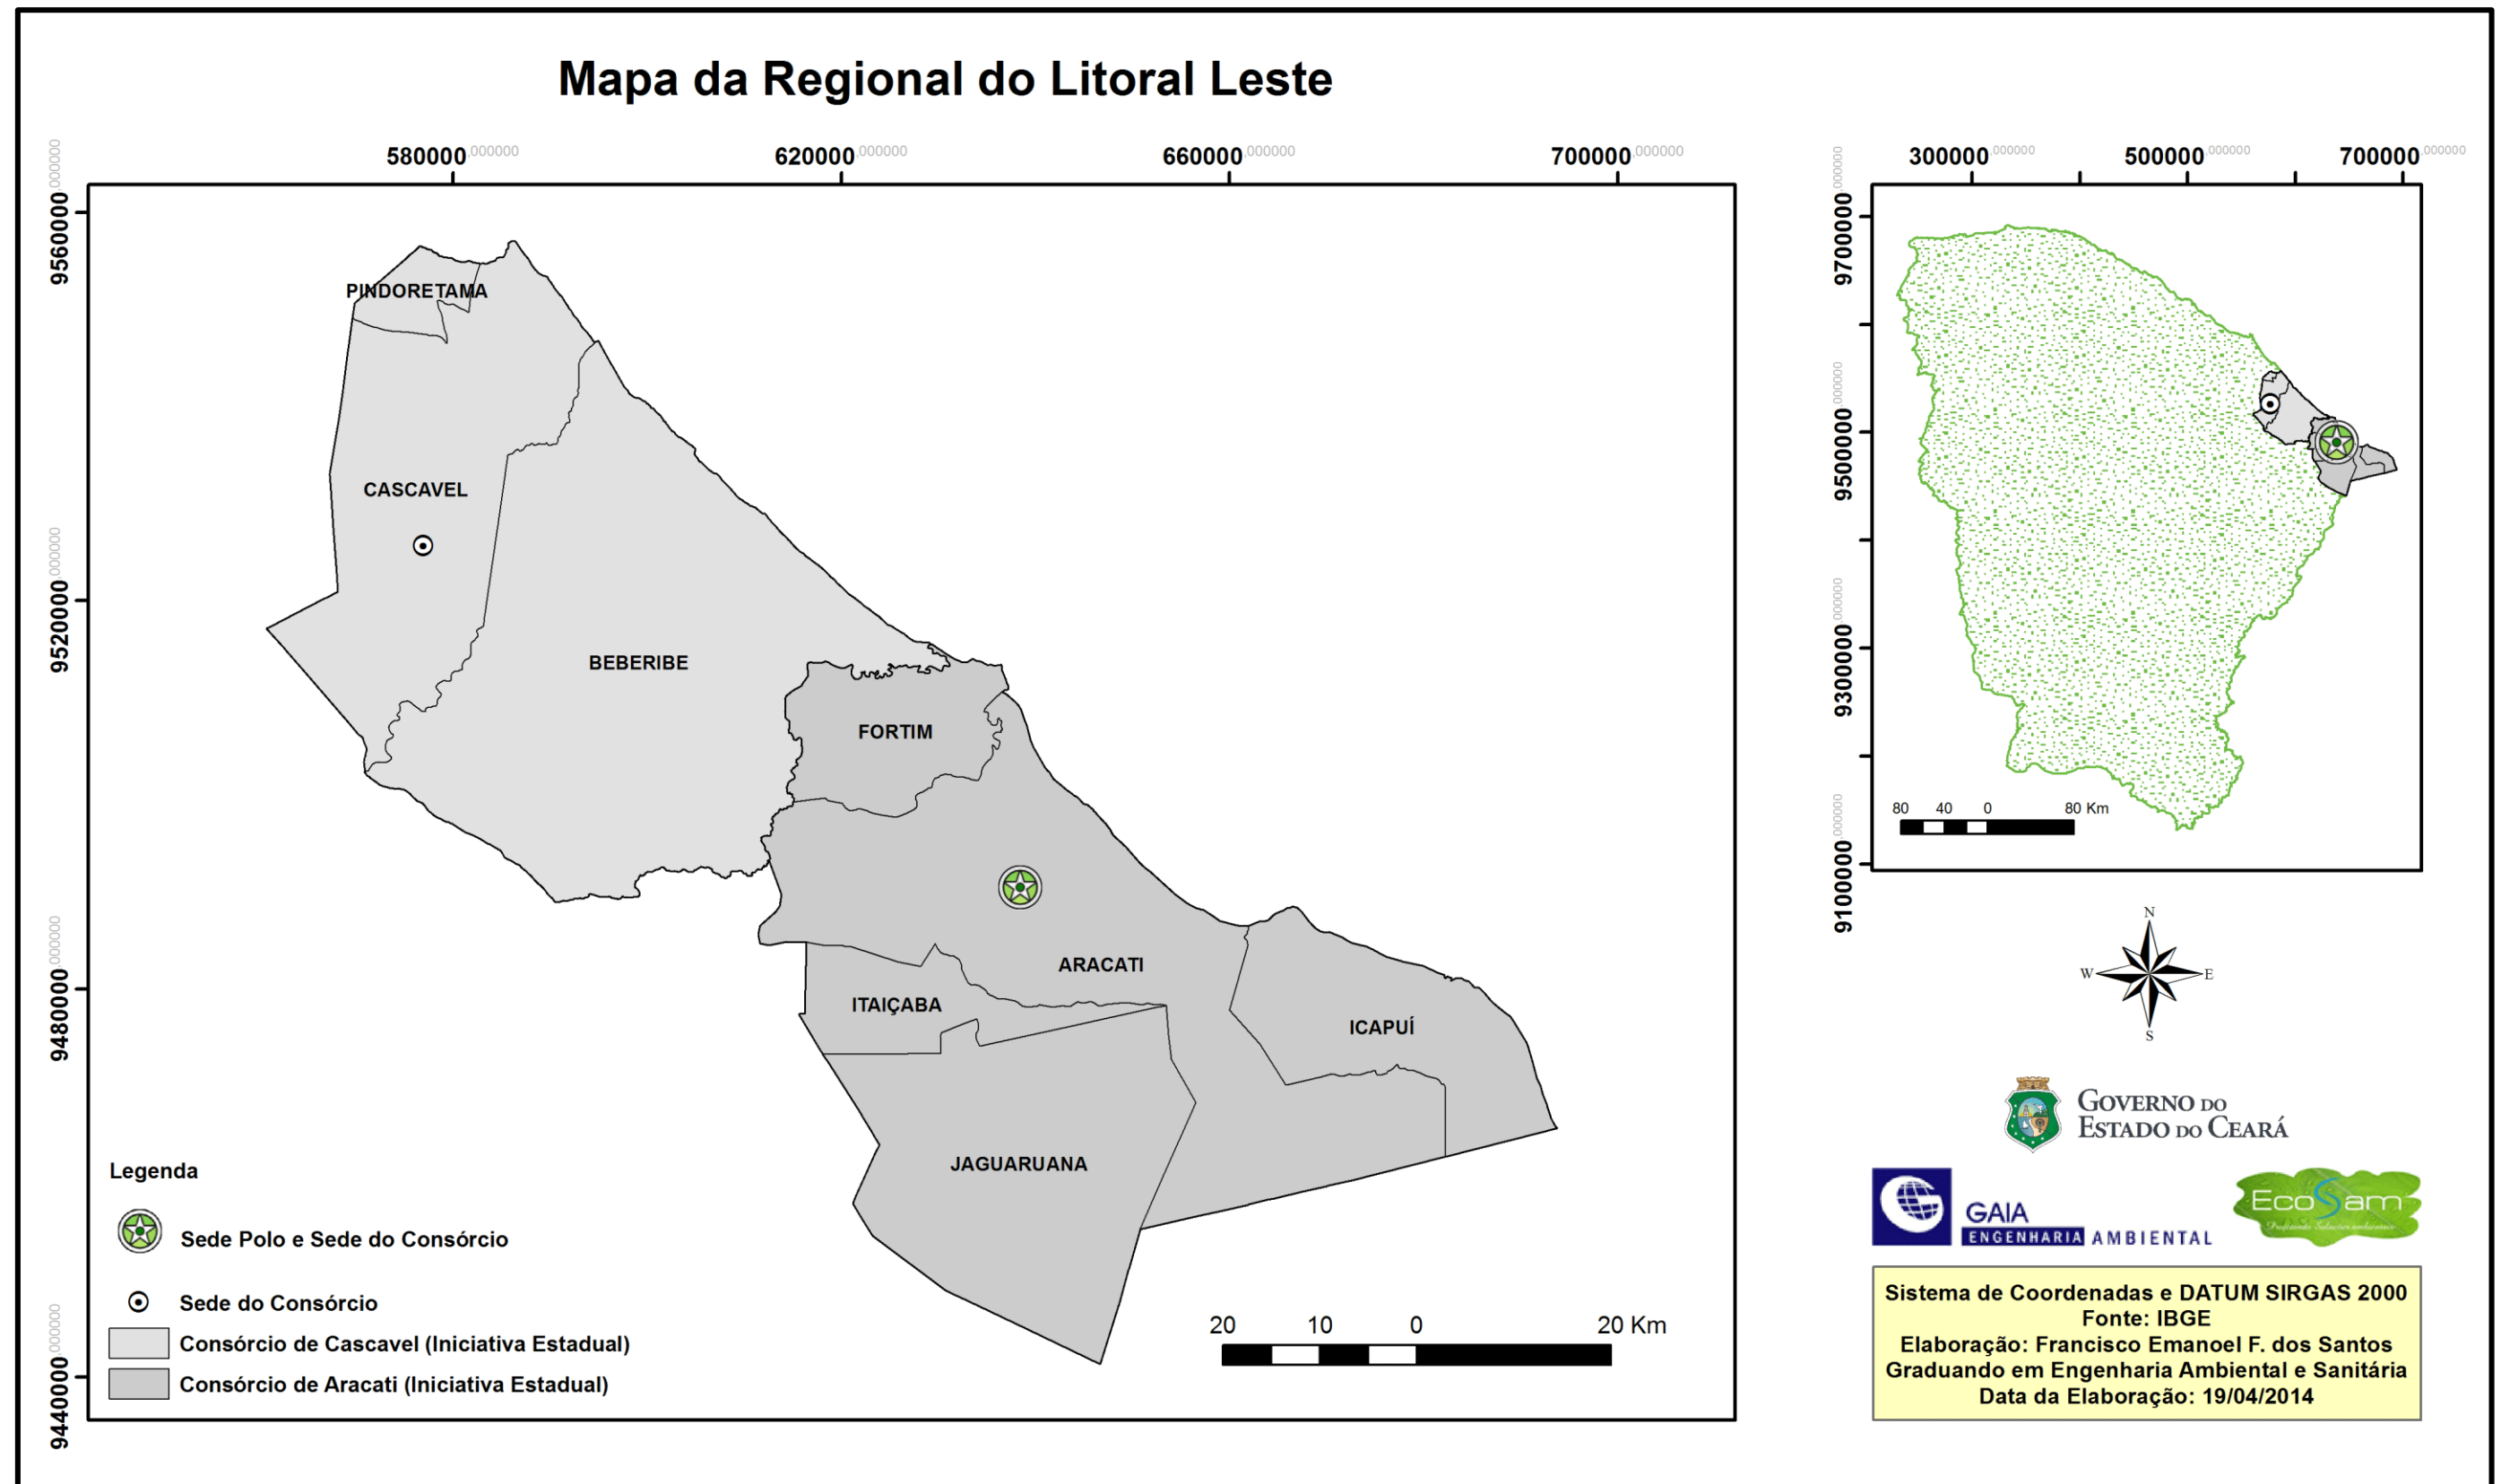 Mapa da Regional do Litoral Leste
580000,000000
620000,000000
660000,000000
700000,000000
9560000,000000
9520000,000000
9480000,000000
9440000,000000
PINDORETAMA
CASCAVEL
BEBERIBE
FORTIM
ARACATI
ITAIÇABA
ICAPUÍ
JAGUARUANA
Legenda
Sede Polo e Sede do Consórcio
Sede do Consórcio
Consórcio de Cascavel (Iniciativa Estadual)
Consórcio de Aracati (Iniciativa Estadual)
20 10 0 20 Km
300000,000000
500000,000000
700000,000000
9700000,000000
9500000,000000
9300000,000000
9100000,000000
80 40 0 80 Km
N
W E
S
GOVERNO DO
ESTADO DO CEARÁ
GAIA
ENGENHARIA AMBIENTAL
EcoSam
Sistema de Coordenadas e DATUM SIRGAS 2000
Fonte: IBGE
Elaboração: Francisco Emanoel F. dos Santos
Graduando em Engenharia Ambiental e Sanitária
Data da Elaboração: 19/04/2014